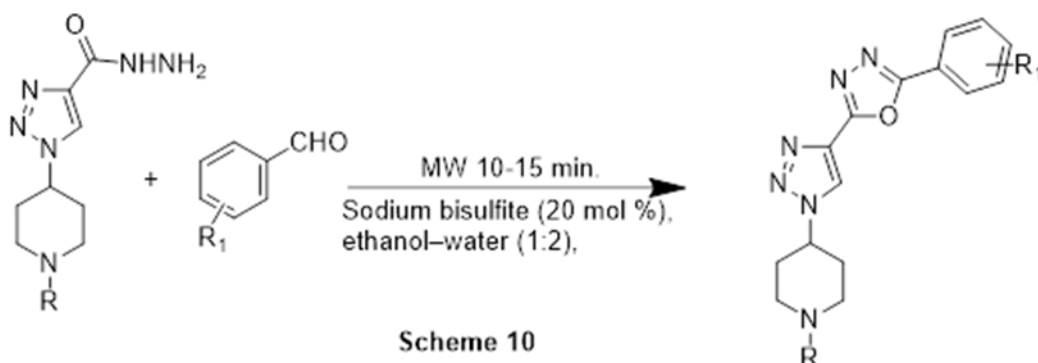 O
NHNH₂
N
N
N
N
R
+
CHO
R₁
MW 10-15 min.
Sodium bisulfite (20 mol %),
ethanol–water (1:2),
N
N
O
R₁
N
N
N
N
R
Scheme 10